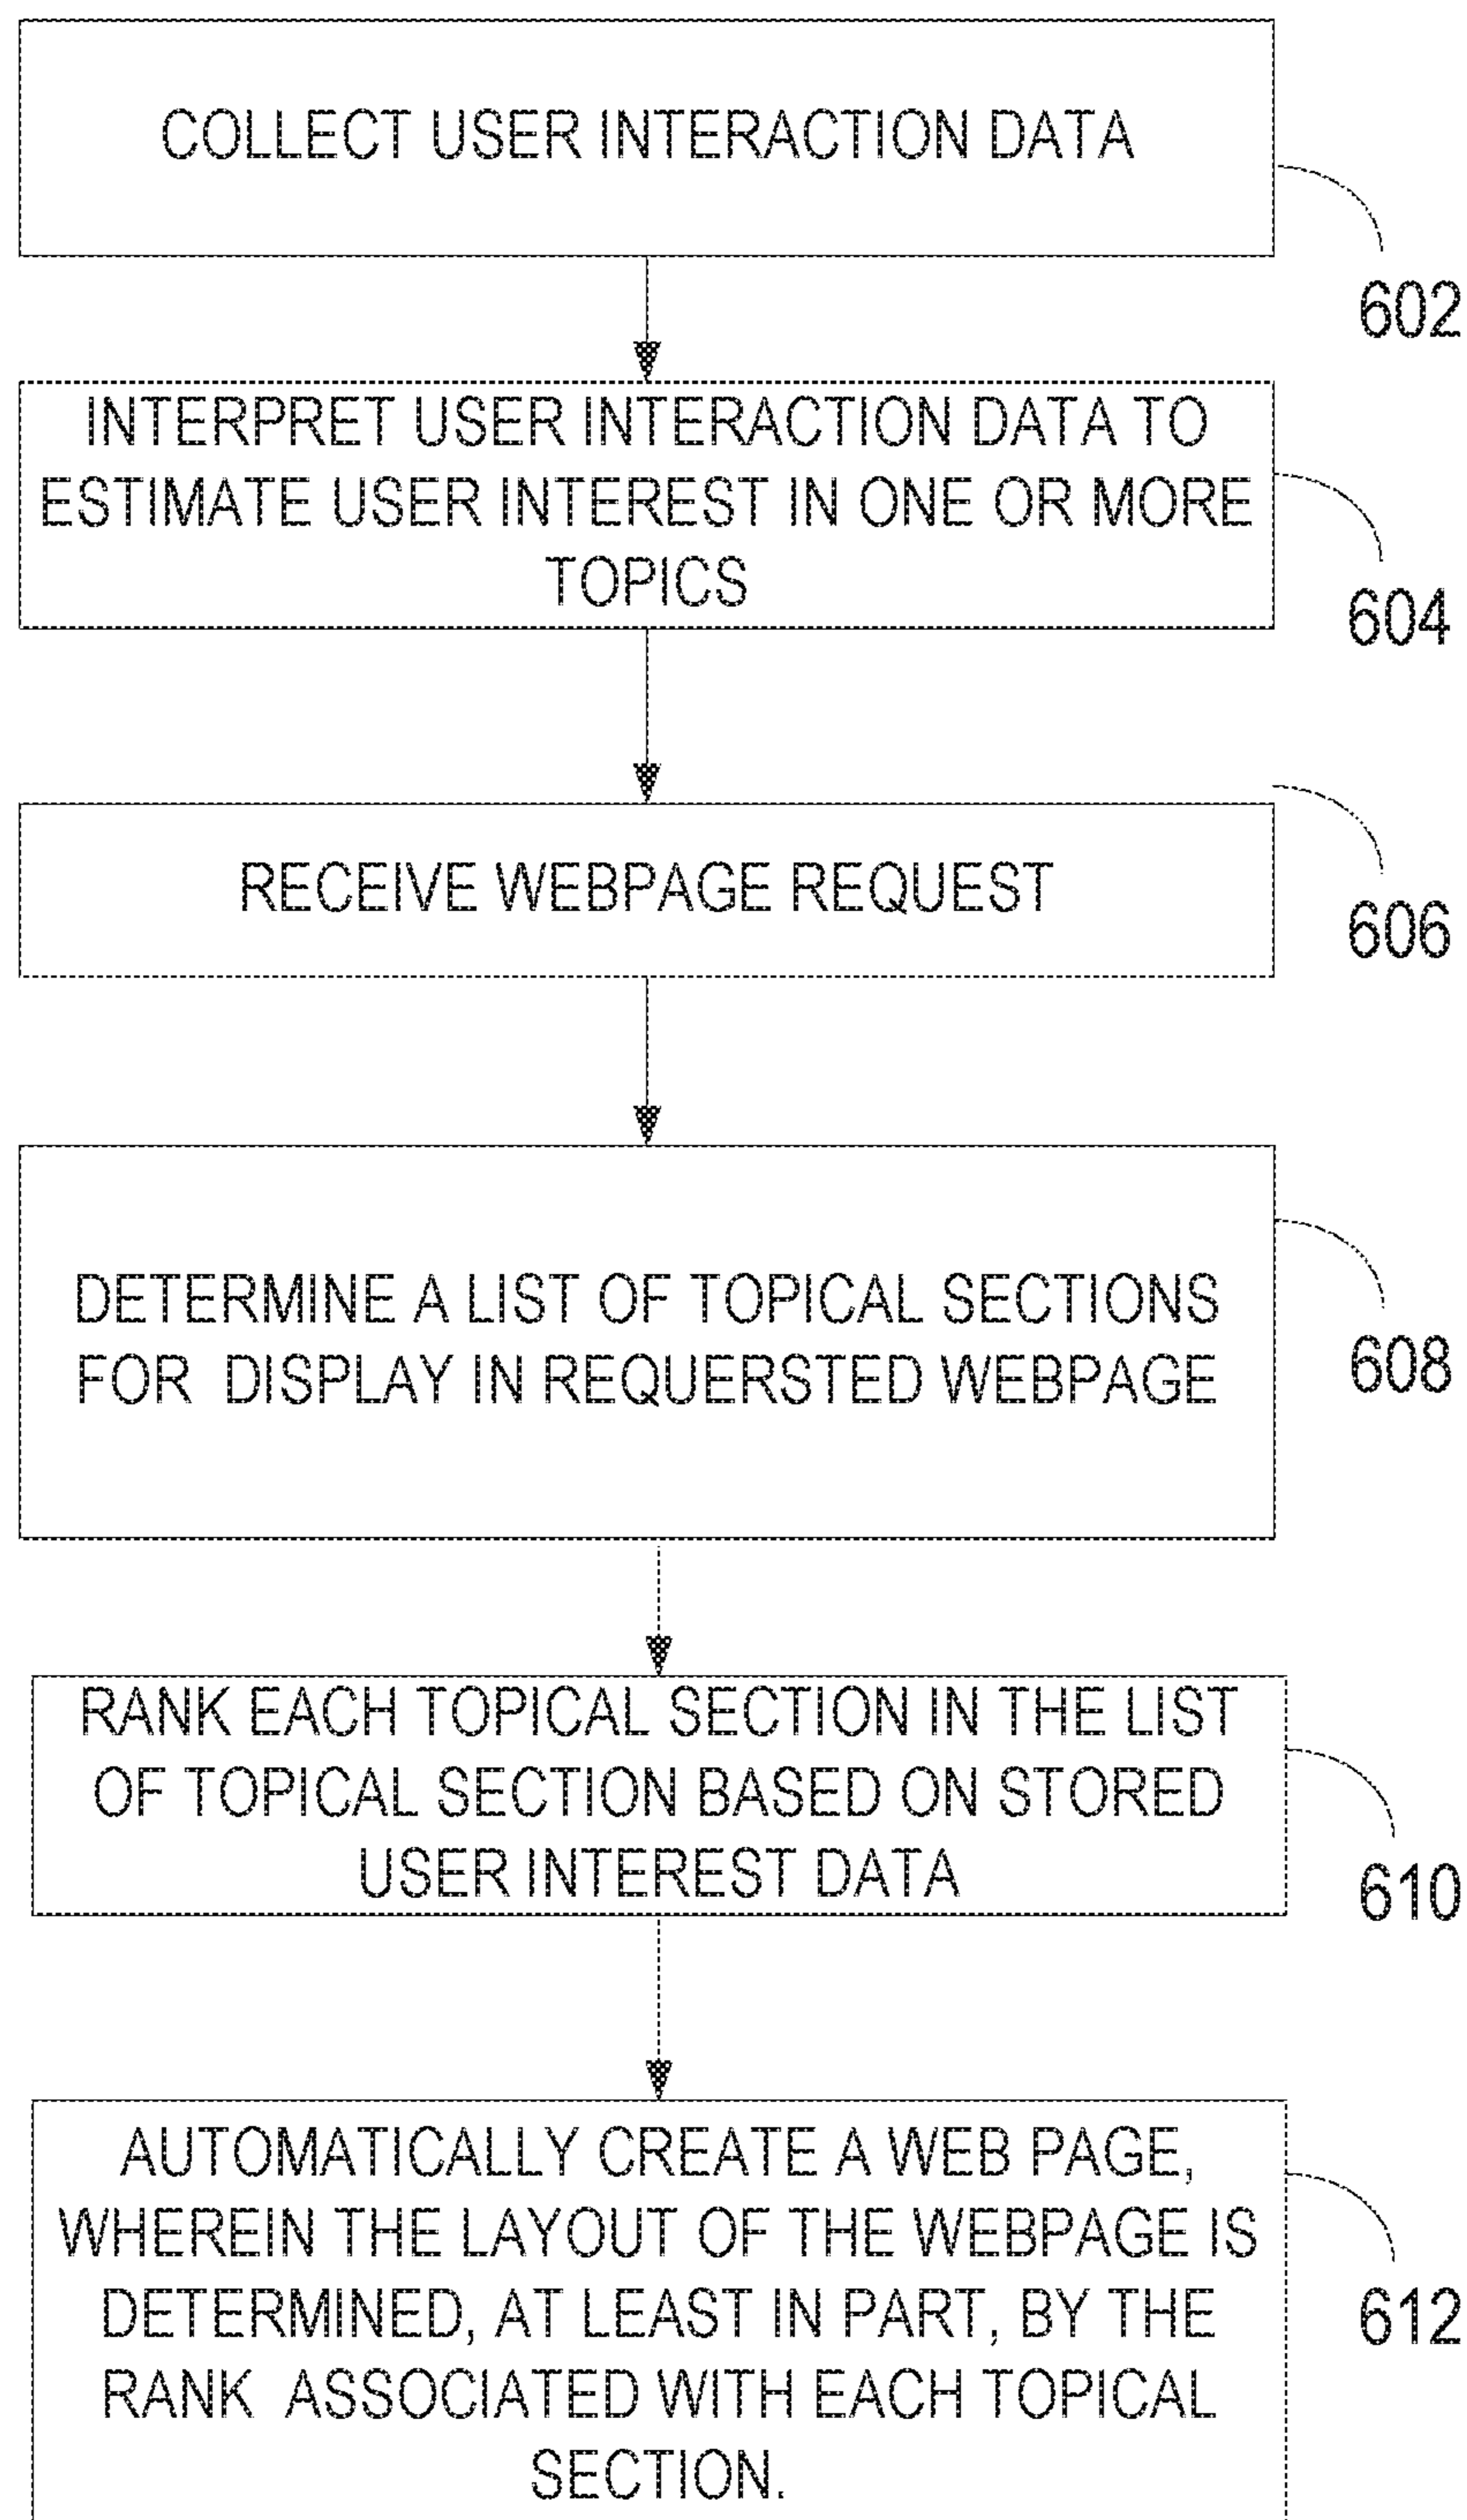 COLLECT USER INTERACTION DATA
602
INTERPRET USER INTERACTION DATA TO
ESTIMATE USER INTEREST IN ONE OR MORE
TOPICS
604
RECEIVE WEBPAGE REQUEST
606
DETERMINE A LIST OF TOPICAL SECTIONS
FOR DISPLAY IN REQUERSTED WEBPAGE
608
RANK EACH TOPICAL SECTION IN THE LIST
OF TOPICAL SECTION BASED ON STORED
USER INTEREST DATA
610
AUTOMATICALLY CREATE A WEB PAGE,
WHEREIN THE LAYOUT OF THE WEBPAGE IS
DETERMINED, AT LEAST IN PART, BY THE
RANK ASSOCIATED WITH EACH TOPICAL
SECTION.
612